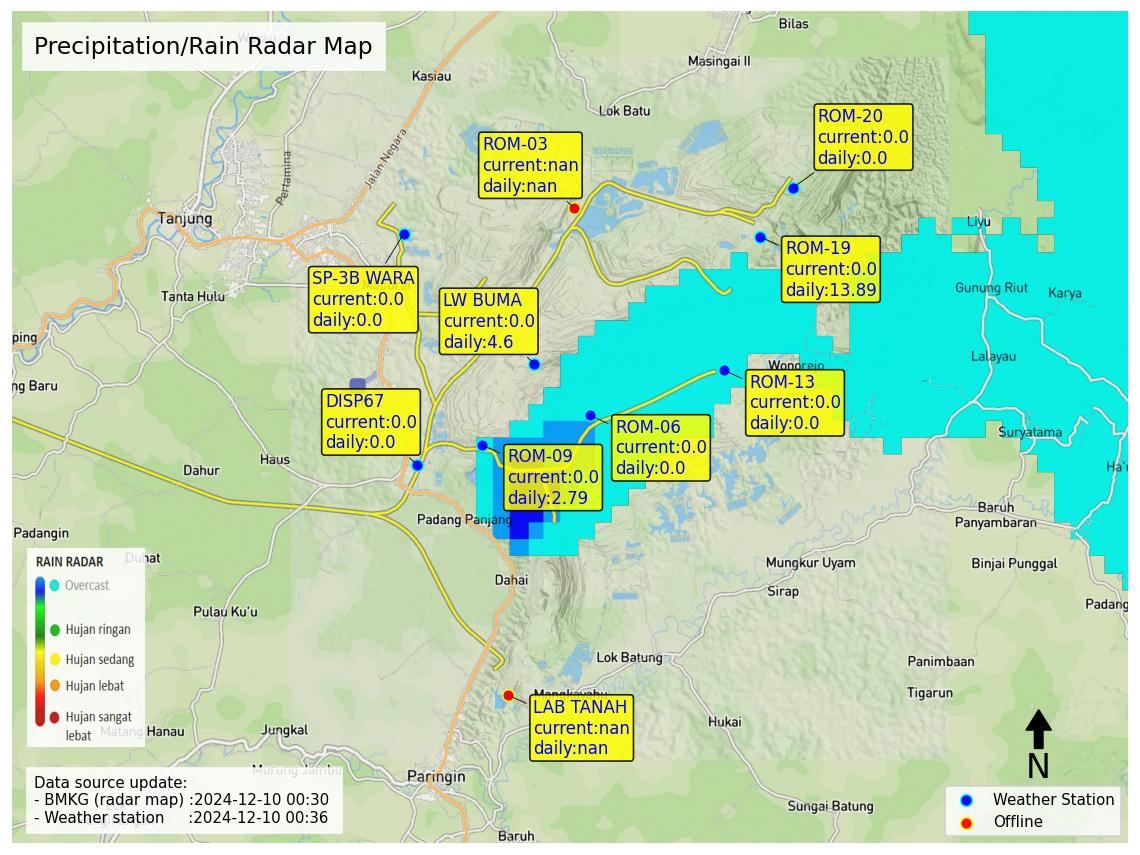 Precipitation/Rain Radar Map
Bilas
Masingai II
Kasiau
Lok Batu
Jalan Negara
Pertamina
Tanjung
Tanta Hulu
ROM-03
current:nan
daily:nan
ROM-20
current:0.0
daily:0.0
Liyu
ROM-19
current:0.0
daily:13.89
SP-3B WARA
current:0.0
daily:0.0
LW BUMA
current:0.0
daily:4.6
Gunung Riut
Karya
Lalayau
ping
ng Baru
Wonorejo
ROM-13
current:0.0
daily:0.0
DISP67
current:0.0
daily:0.0
ROM-06
current:0.0
daily:0.0
ROM-09
current:0.0
daily:2.79
Suryatama
Haus
Dahur
Ha'u
Padang Panjang
Baruh
Panyambaran
Padangin
Duhat
Mungkur Uyam
Binjai Punggal
Dahai
Sirap
Padang
Pulau Ku'u
RAIN RADAR
Overcast
Hujan ringan
Hujan sedang
Hujan lebat
Hujan sangat
lebat
Lok Batung
Panimbaan
Tigarun
Mangkayahu
LAB TANAH
current:nan
daily:nan
Hukai
Matang Hanau
Jungkal
Murung Jambu
Paringin
Sungai Batung
Baruh
Data source update:
- BMKG (radar map) :2024-12-10 00:30
- Weather station :2024-12-10 00:36
N
Weather Station
Offline